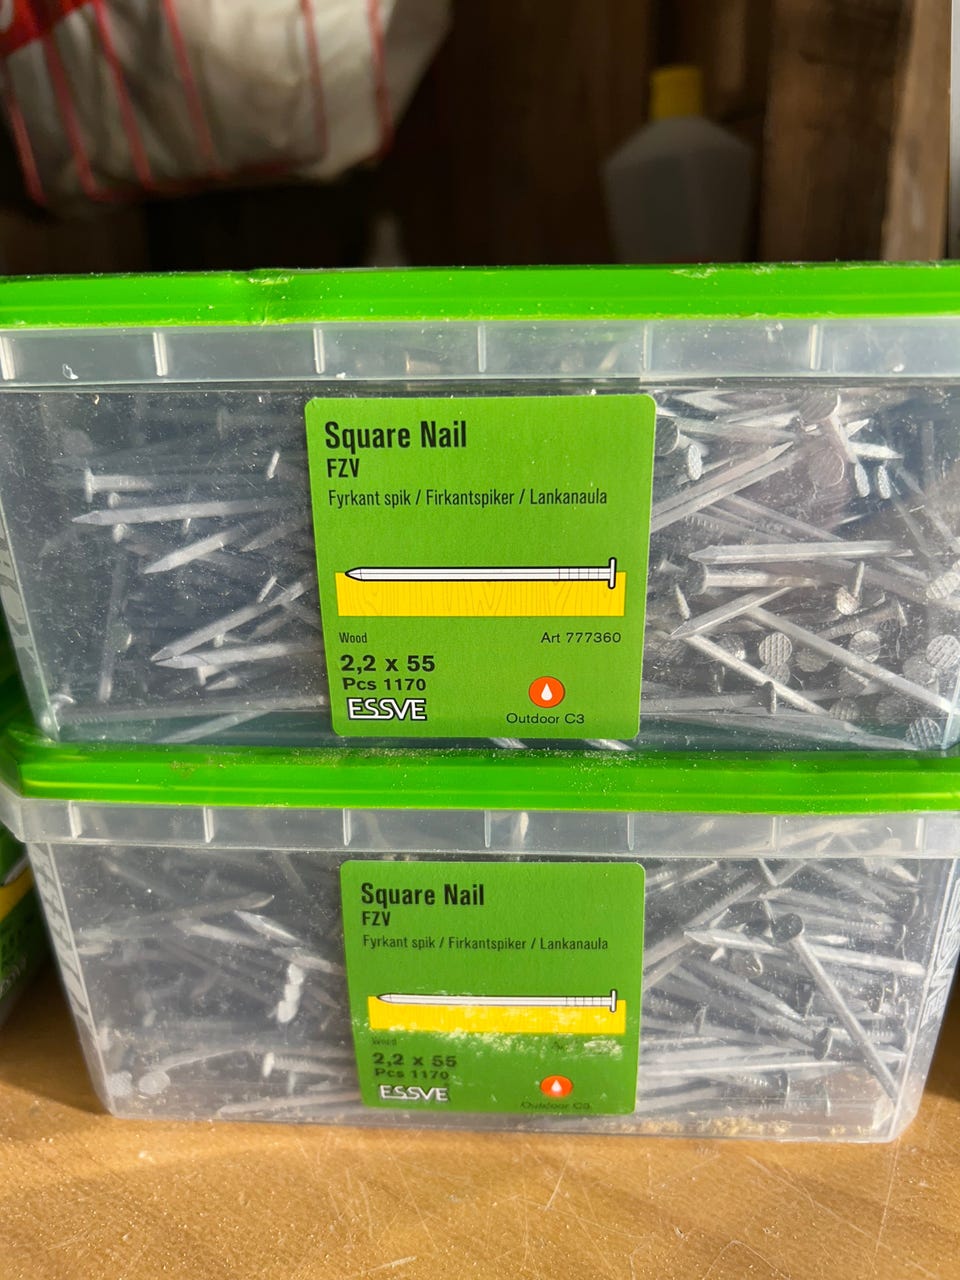 Square Nail
FZV
Fyrkant spik / Firkantspiker / Lankanaula
Wood
Art 777360
2,2 x 55
Pcs 1170
ESSVE
Outdoor C3
Square Nail
FZV
Fyrkant spik / Firkantspiker / Lankanaula
Wood
2,2 x 55
Pcs 1170
ESSVE
Outdoor C3